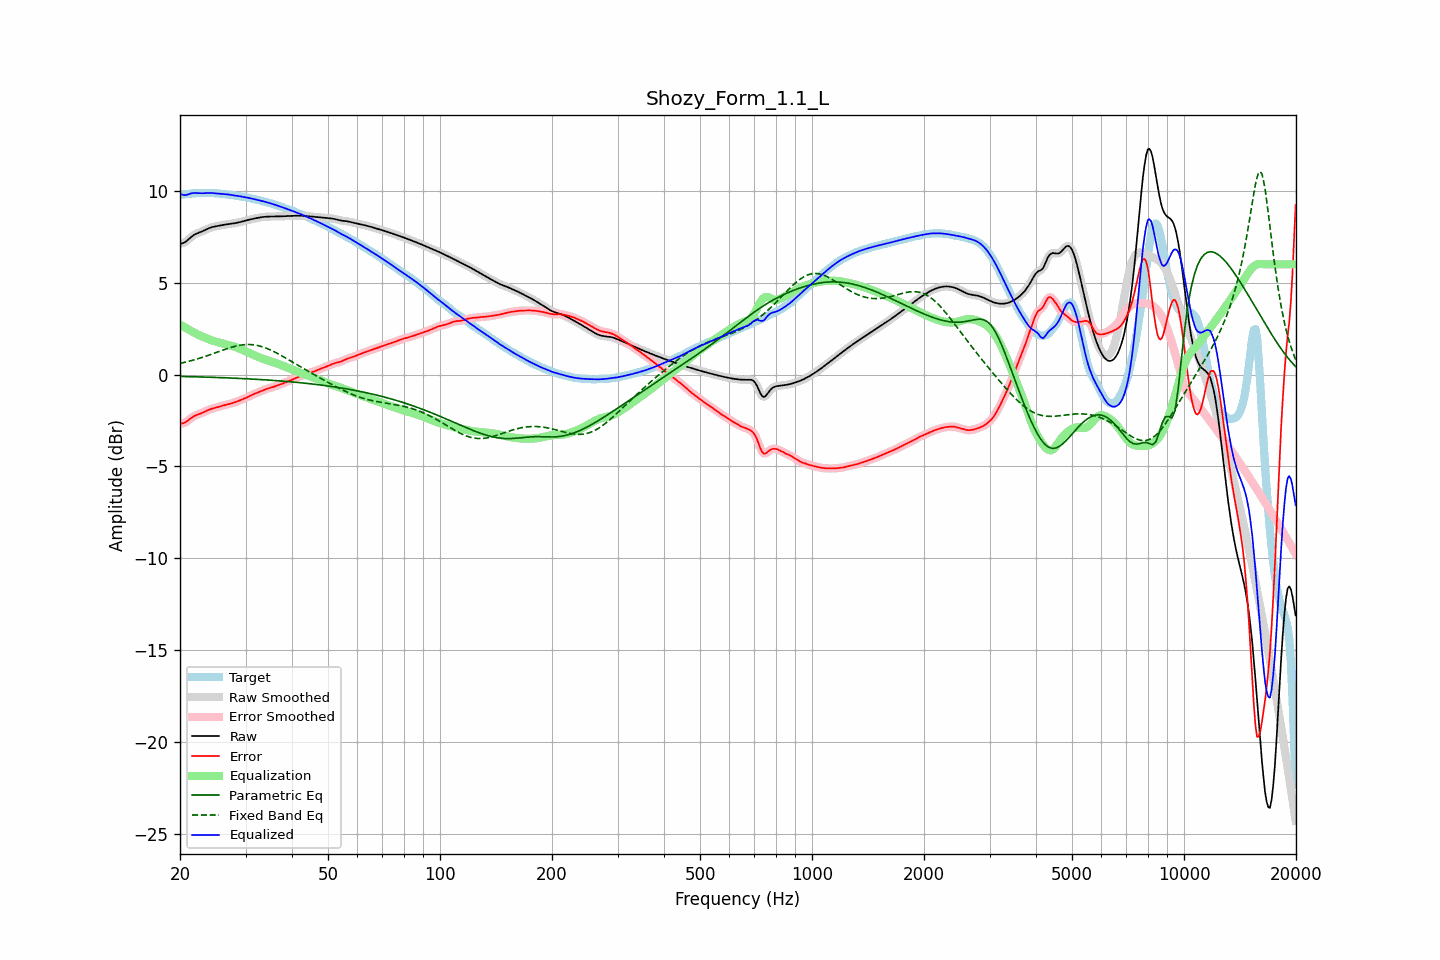 Shozy_Form_1.1_L
Amplitude (dBr)
10
5
0
−5
−10
−15
−20
−25
Target
Raw Smoothed
Error Smoothed
Raw
Error
Equalization
Parametric Eq
Fixed Band Eq
Equalized
20 50 100 200 500 1000 2000 5000 10000 20000
Frequency (Hz)